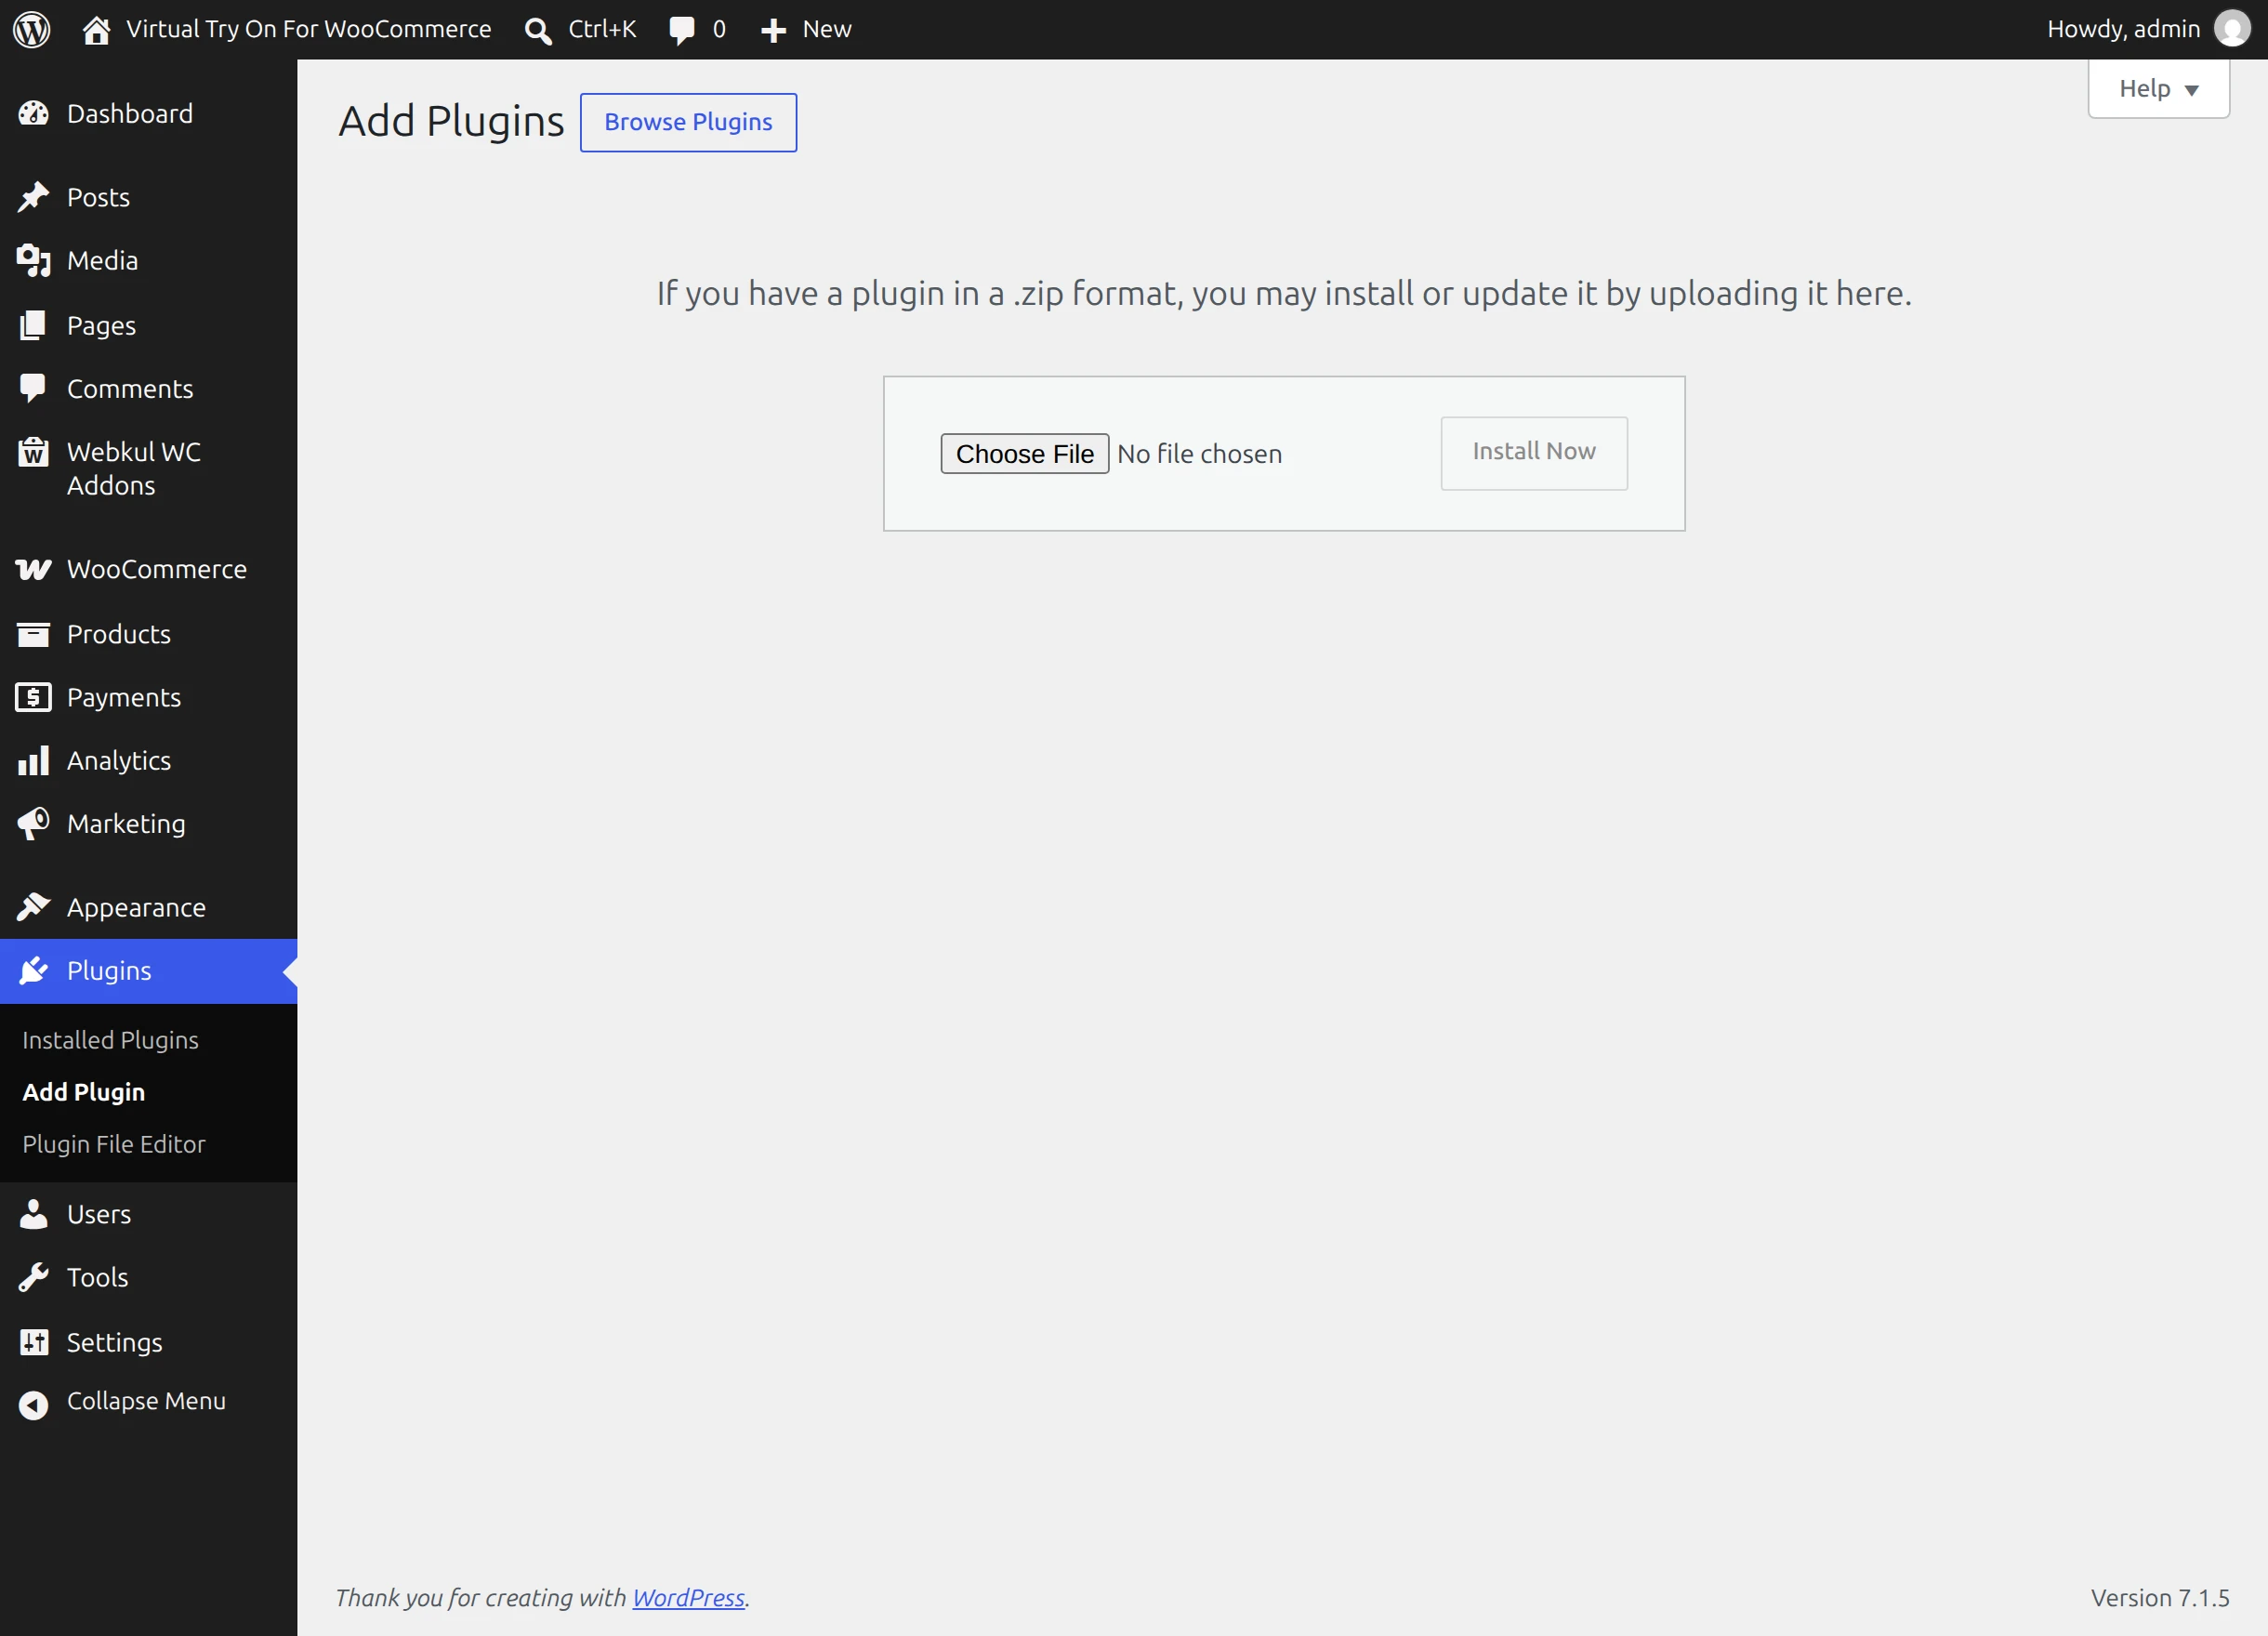 Virtual Try On For WooCommerce Ctrl+K 0 New Howdy, admin
Help ▼
Dashboard
Posts
Media
Pages
Comments
Webkul WC
Addons
WooCommerce
Products
Payments
Analytics
Marketing
Appearance
Plugins
Installed Plugins
Add Plugin
Plugin File Editor
Users
Tools
Settings
Collapse Menu
Add Plugins Browse Plugins
If you have a plugin in a .zip format, you may install or update it by uploading it here.
Choose File No file chosen Install Now
Thank you for creating with WordPress. Version 7.1.5